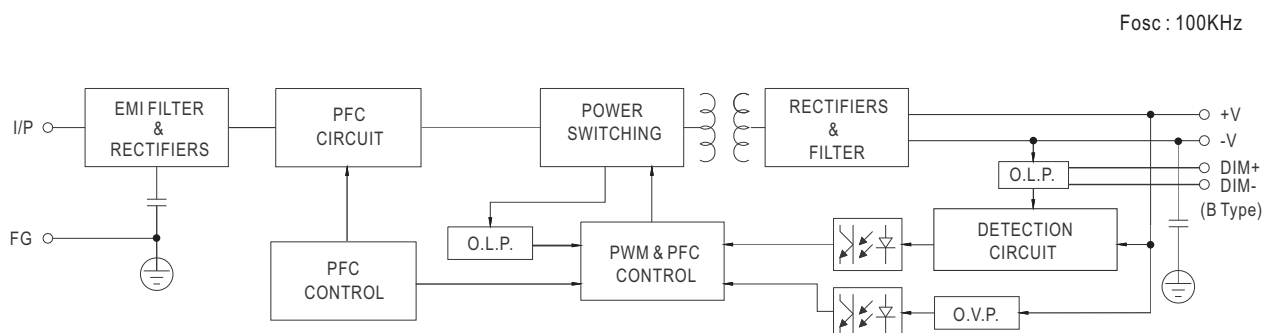 Fosc : 100KHz
I/P
EMI FILTER
&
RECTIFIERS
PFC
CIRCUIT
POWER
SWITCHING
RECTIFIERS
&
FILTER
+V
-V
DIM+
DIM-
(B Type)
O.L.P.
FG
PFC
CONTROL
O.L.P.
PWM & PFC
CONTROL
DETECTION
CIRCUIT
O.V.P.